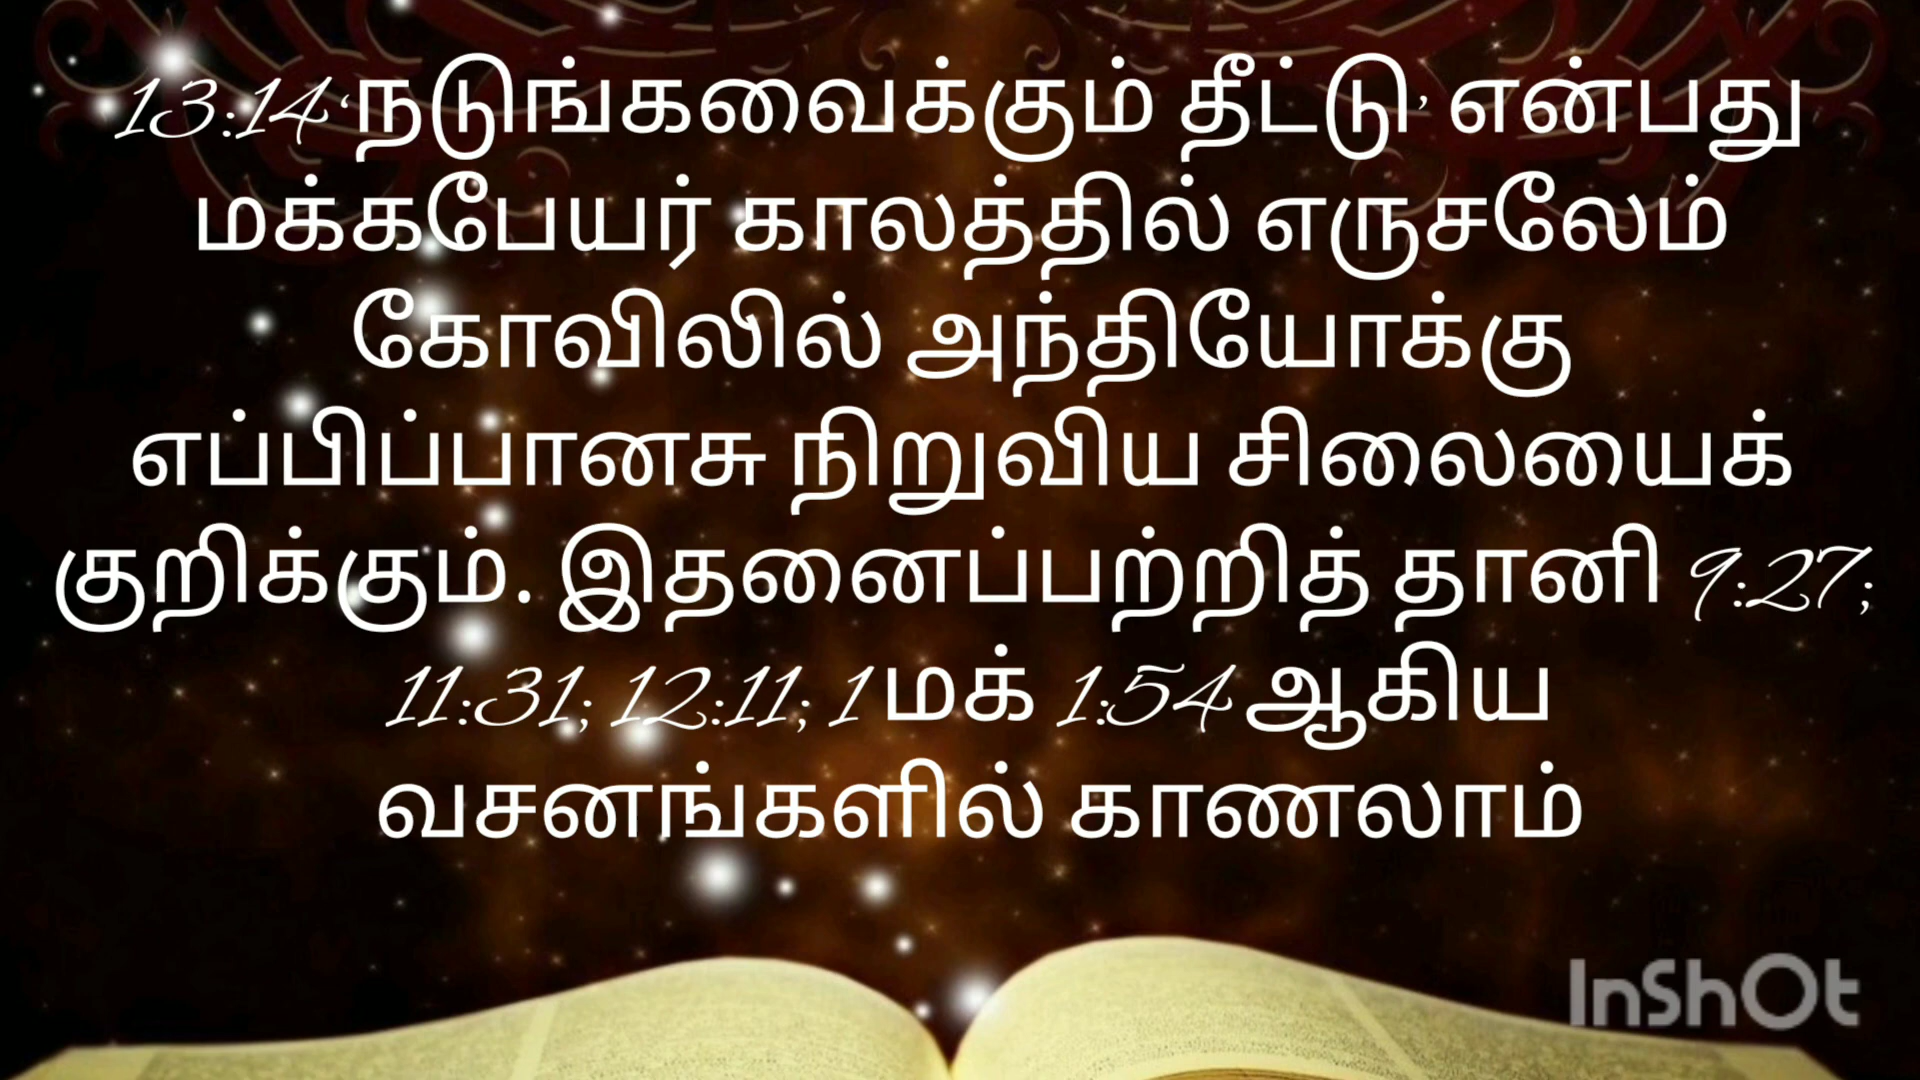 13:14 ‘நடுங்கவைக்கும் தீட்டு’ என்பது
மக்கபேயர் காலத்தில் எருசலேம்
கோவிலில் அந்தியோக்கு
எப்பிப்பானசு நிறுவிய சிலையைக்
குறிக்கும். இதனைப்பற்றித் தானி 9:27;
11:31; 12:11; 1 மக் 1:54 ஆகிய
வசனங்களில் காணலாம்
InShOt